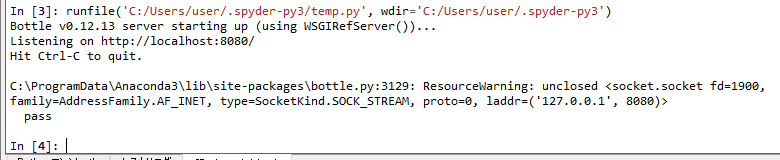 In [3]: runfile('C:/Users/user/.spyder-py3/temp.py', wdir='C:/Users/user/.spyder-py3')
Bottle v0.12.13 server starting up (using WSGIRefServer())...
Listening on http://localhost:8080/
Hit Ctrl-C to quit.
C:\ProgramData\Anaconda3\lib\site-packages\bottle.py:3129: ResourceWarning: unclosed <socket.socket fd=1900,
family=AddressFamily.AF_INET, type=SocketKind.SOCK_STREAM, proto=0, laddr=('127.0.0.1', 8080)>
pass
In [4]: